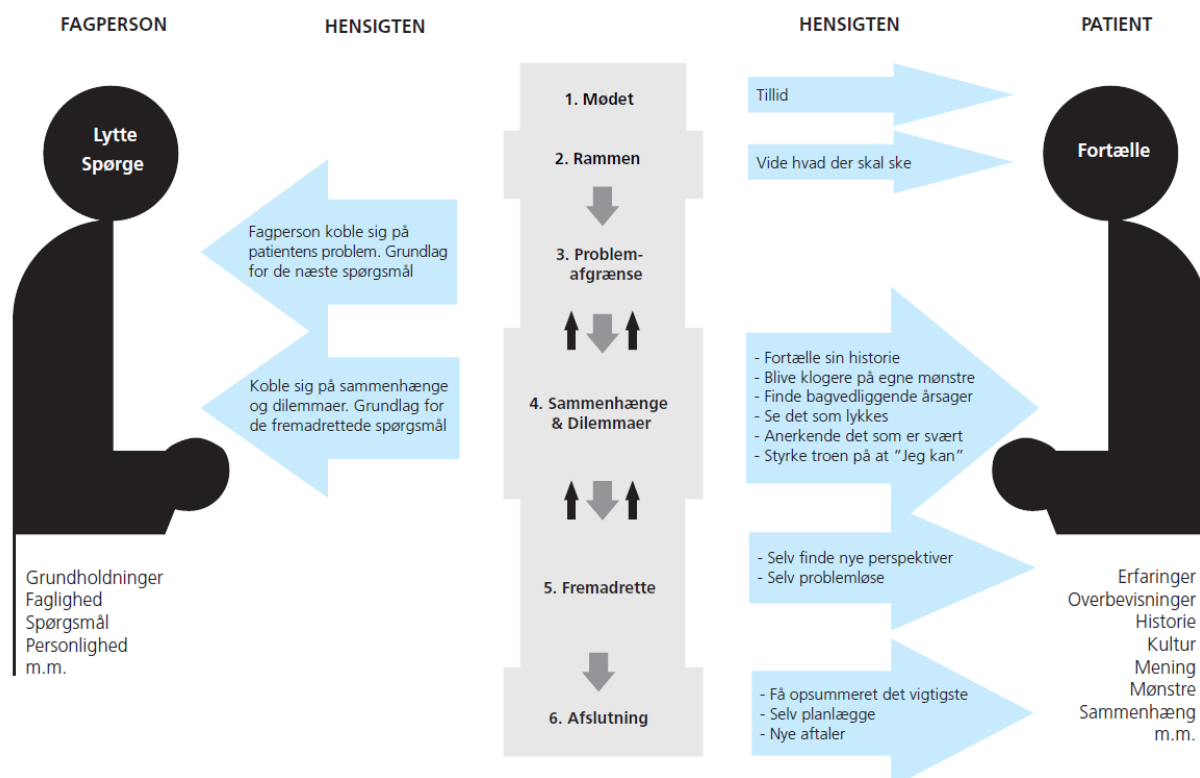 FAGPERSON
HENSIGTEN
HENSIGTEN
PATIENT
Lytte
Spørge
1. Mødet
2. Rammen
3. Problem-
afgrænse
4. Sammenhænge
& Dilemmaer
5. Fremadrette
6. Afslutning
Fagperson koble sig på
patientens problem. Grundlag
for de næste spørgsmål
Koble sig på sammenhænge
og dilemmaer. Grundlag for
de fremadrettede spørgsmål
Tillid
Vide hvad der skal ske
- Fortælle sin historie
- Blive klogere på egne mønstre
- Finde bagvedliggende årsager
- Se det som lykkes
- Anerkende det som er svært
- Styrke troen på at ”Jeg kan”
- Selv finde nye perspektiver
- Selv problemløse
- Få opsummeret det vigtigste
- Selv planlægge
- Nye aftaler
Fortælle
Grundholdninger
Faglighed
Spørgsmål
Personlighed
m.m.
Erfaringer
Overbevisninger
Historie
Kultur
Mening
Mønstre
Sammenhæng
m.m.